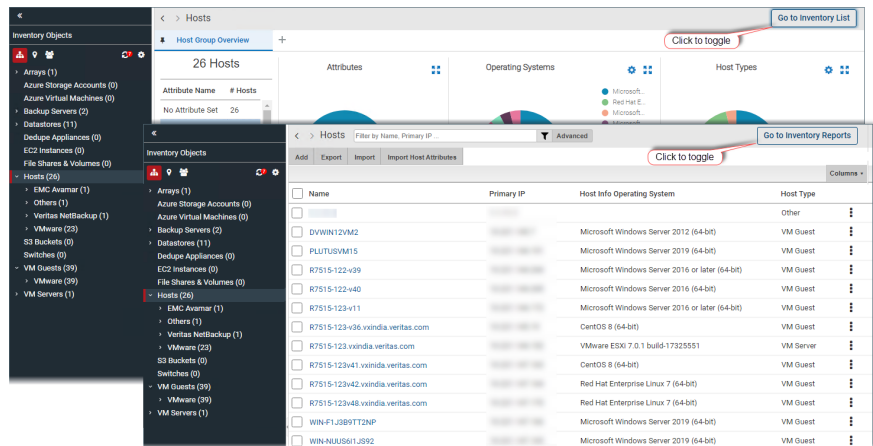 «
Hosts
Go to Inventory List
Inventory Objects
Host Group Overview
Click to toggle
Arrays (1)
Azure Storage Accounts (0)
Azure Virtual Machines (0)
Backup Servers (2)
Datastores (11)
Dedupe Appliances (0)
EC2 Instances (0)
File Shares & Volumes (0)
Hosts (26)
EMC Avamar (1)
Others (1)
Veritas NetBackup (1)
VMware (23)
S3 Buckets (0)
Switches (0)
VM Guests (39)
VMware (39)
VM Servers (1)
26 Hosts
Attribute Name # Hosts
No Attribute Set 26
Attributes
Operating Systems
Microsoft...
Red Hat E...
Microsoft...
Host Types
«
Inventory Objects
Arrays (1)
Azure Storage Accounts (0)
Azure Virtual Machines (0)
Backup Servers (2)
Datastores (11)
Dedupe Appliances (0)
EC2 Instances (0)
File Shares & Volumes (0)
Hosts (26)
EMC Avamar (1)
Others (1)
Veritas NetBackup (1)
VMware (23)
S3 Buckets (0)
Switches (0)
VM Guests (39)
VMware (39)
VM Servers (1)
Hosts Filter by Name, Primary IP ... Advanced
Go to Inventory Reports
Add Export Import Import Host Attributes
Click to toggle
Columns
Name Primary IP Host Info Operating System Host Type
Other
DVWIN12VM2 Microsoft Windows Server 2012 (64-bit) VM Guest
PLUTUSVM15 Microsoft Windows Server 2019 (64-bit) VM Guest
R7515-122-v39 Microsoft Windows Server 2016 or later (64-bit) VM Guest
R7515-122-v40 Microsoft Windows Server 2016 or later (64-bit) VM Guest
R7515-123-v11 Microsoft Windows Server 2016 or later (64-bit) VM Guest
R7515-123-v36.vxindia.veritas.com CentOS 8 (64-bit) VM Guest
R7515-123.vxindia.veritas.com VMware ESXi 7.0.1 build-17325551 VM Server
R7515-123v41.vxinida.veritas.com CentOS 8 (64-bit) VM Guest
R7515-123v42.vxindia.veritas.com Red Hat Enterprise Linux 7 (64-bit) VM Guest
R7515-123v48.vxindia.veritas.com Red Hat Enterprise Linux 7 (64-bit) VM Guest
WIN-F1J3B9TT2NP Microsoft Windows Server 2019 (64-bit) VM Guest
WIN-NUUS6I1JS92 Microsoft Windows Server 2019 (64-bit) VM Guest